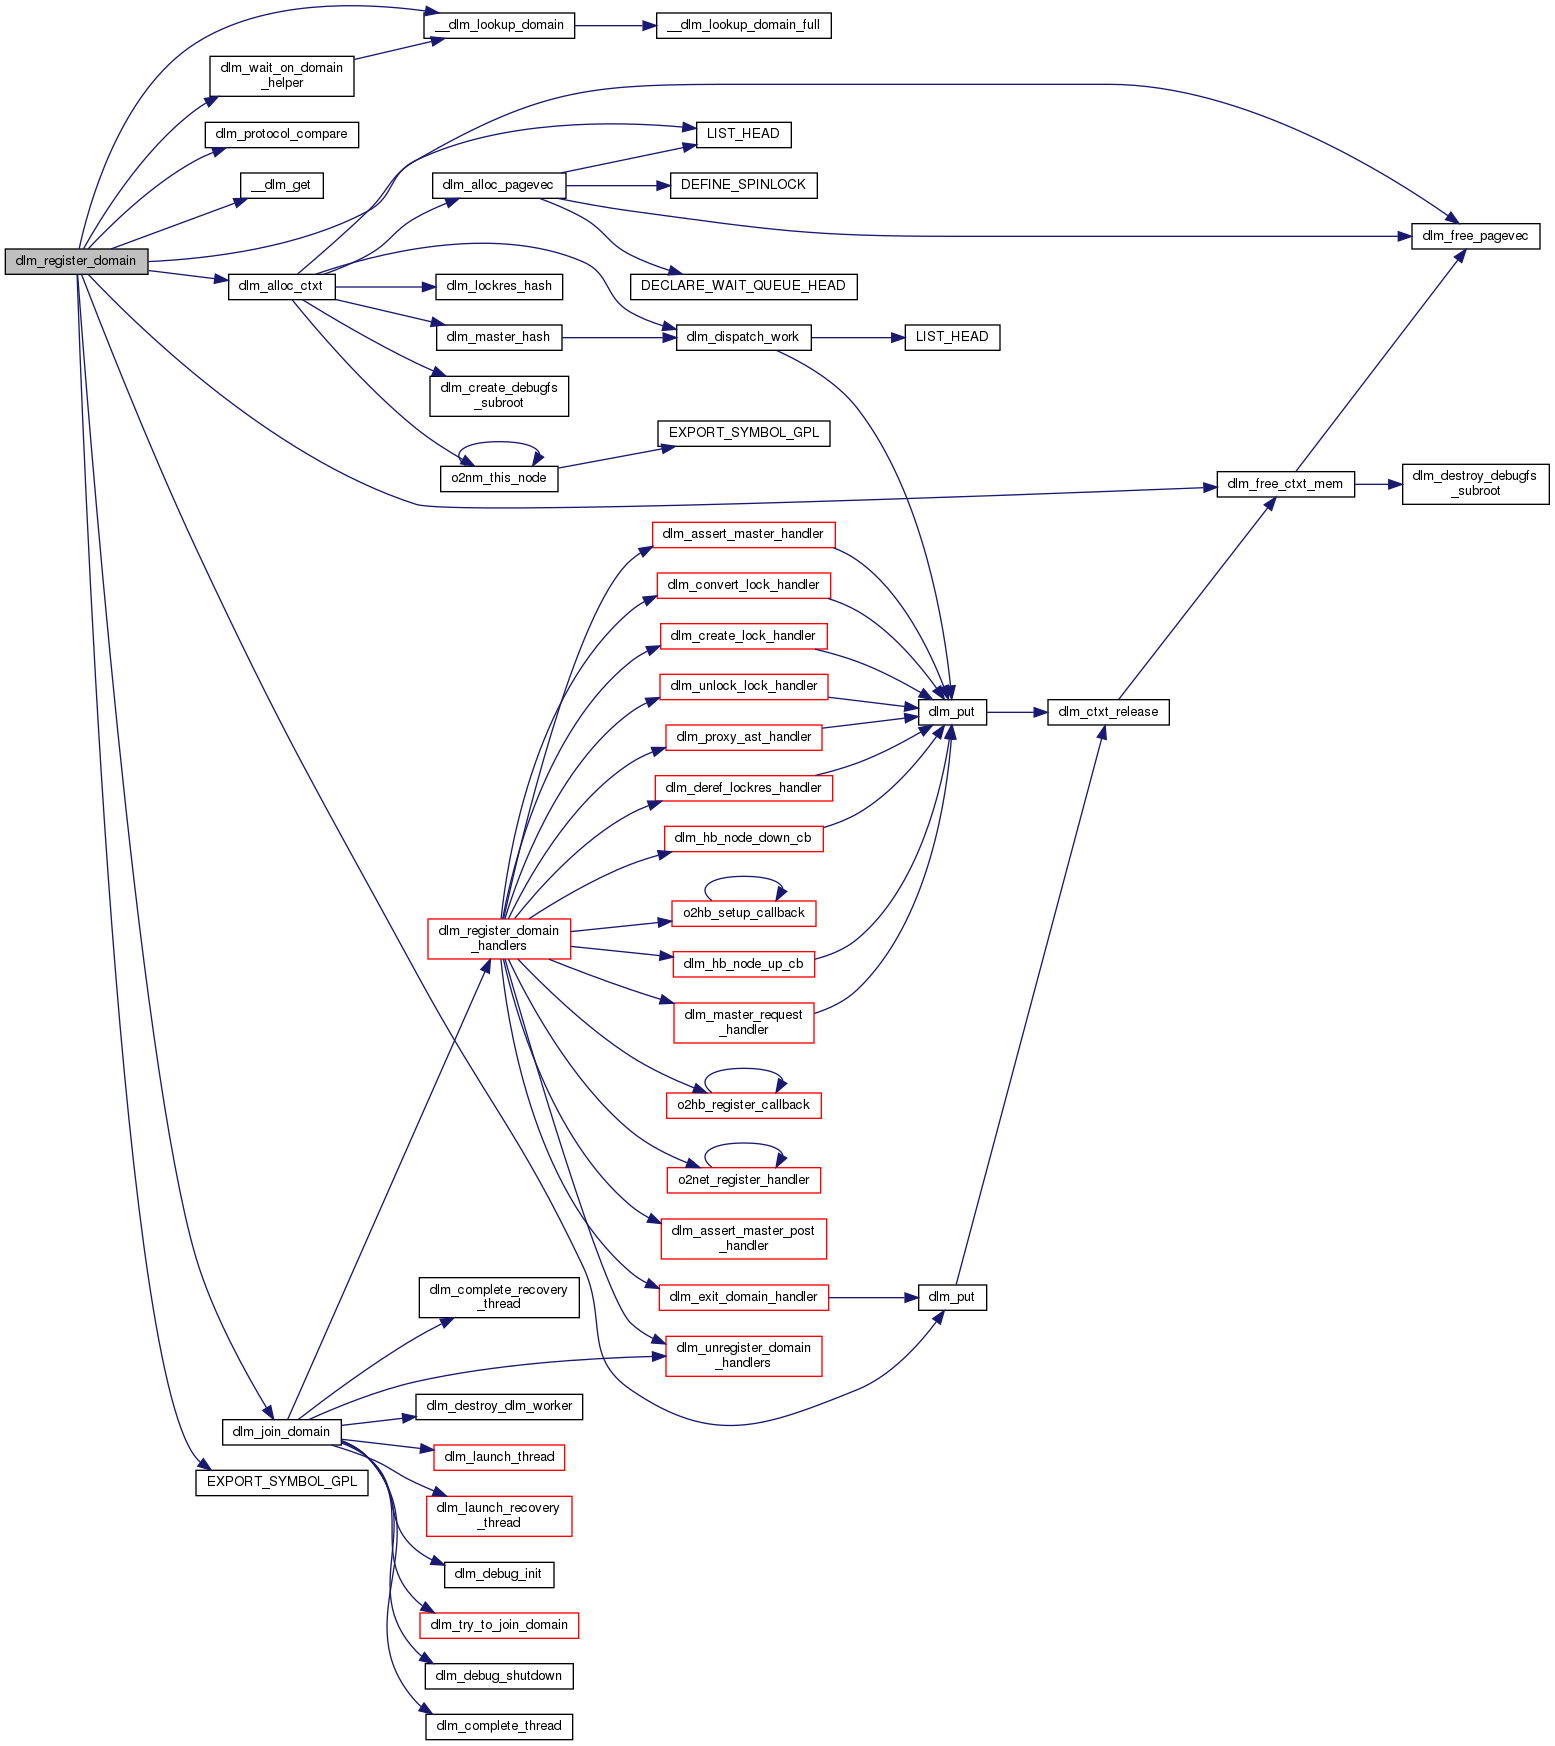 __dlm_lookup_domain
__dlm_lookup_domain_full
dlm_wait_on_domain
_helper
dlm_protocol_compare
LIST_HEAD
__dlm_get
dlm_alloc_pagevec
DEFINE_SPINLOCK
dlm_free_pagevec
dlm_register_domain
dlm_alloc_ctxt
dlm_lockres_hash
DECLARE_WAIT_QUEUE_HEAD
dlm_master_hash
dlm_dispatch_work
LIST_HEAD
dlm_create_debugfs
_subroot
EXPORT_SYMBOL_GPL
o2nm_this_node
dlm_free_ctxt_mem
dlm_destroy_debugfs
_subroot
dlm_assert_master_handler
dlm_convert_lock_handler
dlm_create_lock_handler
dlm_unlock_lock_handler
dlm_put
dlm_ctxt_release
dlm_proxy_ast_handler
dlm_deref_lockres_handler
dlm_hb_node_down_cb
o2hb_setup_callback
dlm_register_domain
_handlers
dlm_hb_node_up_cb
dlm_master_request
_handler
o2hb_register_callback
o2net_register_handler
dlm_assert_master_post
_handler
dlm_complete_recovery
_thread
dlm_exit_domain_handler
dlm_put
dlm_unregister_domain
_handlers
dlm_destroy_dlm_worker
dlm_join_domain
dlm_launch_thread
EXPORT_SYMBOL_GPL
dlm_launch_recovery
_thread
dlm_debug_init
dlm_try_to_join_domain
dlm_debug_shutdown
dlm_complete_thread